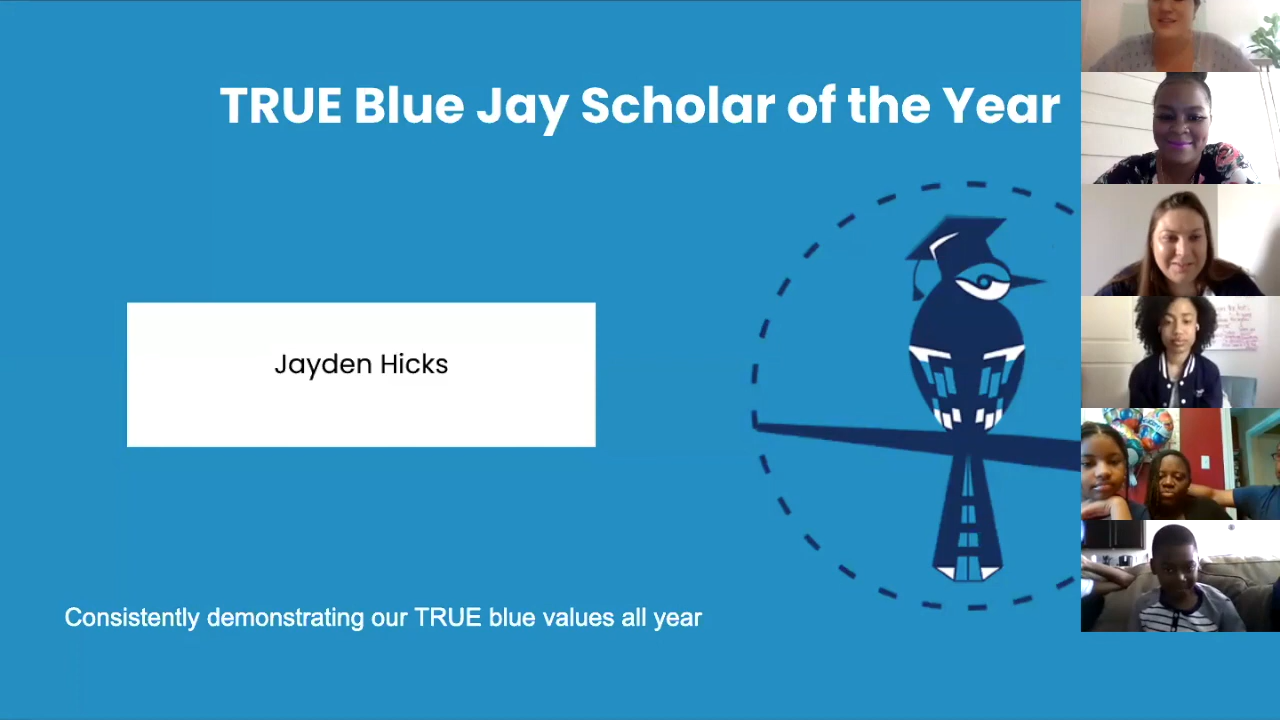 TRUE Blue Jay Scholar of the Year
Jayden Hicks
Consistently demonstrating our TRUE blue values all year